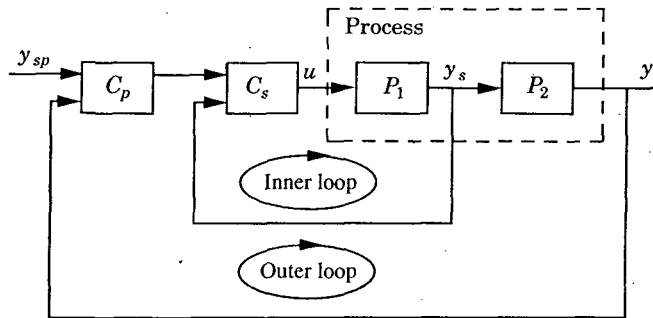 Process
y_sp
C_p
C_s
u
P_1
y_s
P_2
y
Inner loop
Outer loop